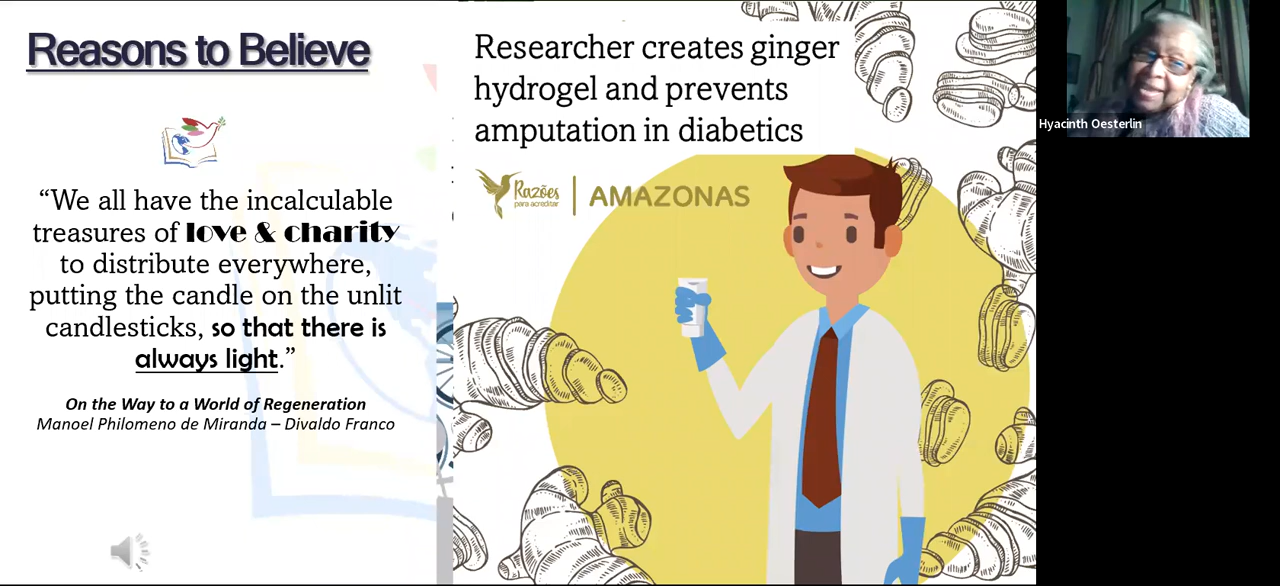 Reasons to Believe
“We all have the incalculable
treasures of love & charity
to distribute everywhere,
putting the candle on the unlit
candlesticks, so that there is
always light.”
On the Way to a World of Regeneration
Manoel Philomeno de Miranda – Divaldo Franco
Researcher creates ginger
hydrogel and prevents
amputation in diabetics
Razões
para acreditar
AMAZONAS
Hyacinth Oesterlin